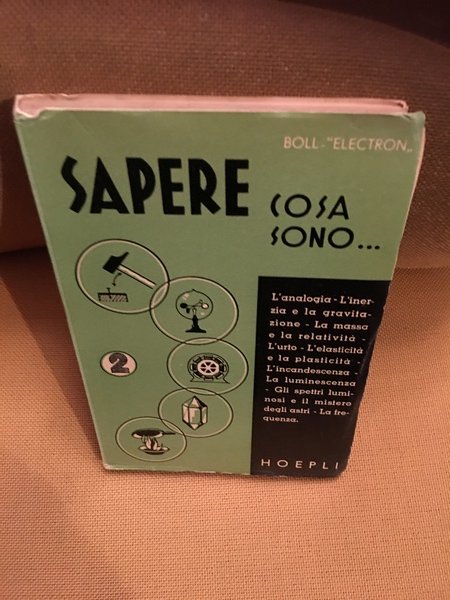 BOLL-"ELECTRON„
SAPERE COSA
SONO...
L'analogia - L'iner-
zia e la gravita-
zione - La massa
e la relatività -
L'urto - L'elasticità
e la plasticità -
L'incandescenza -
La luminescenza
- Gli spettri lumi-
nosi e il mistero
degli astri - La fre-
quenza.
2
HOEPLI